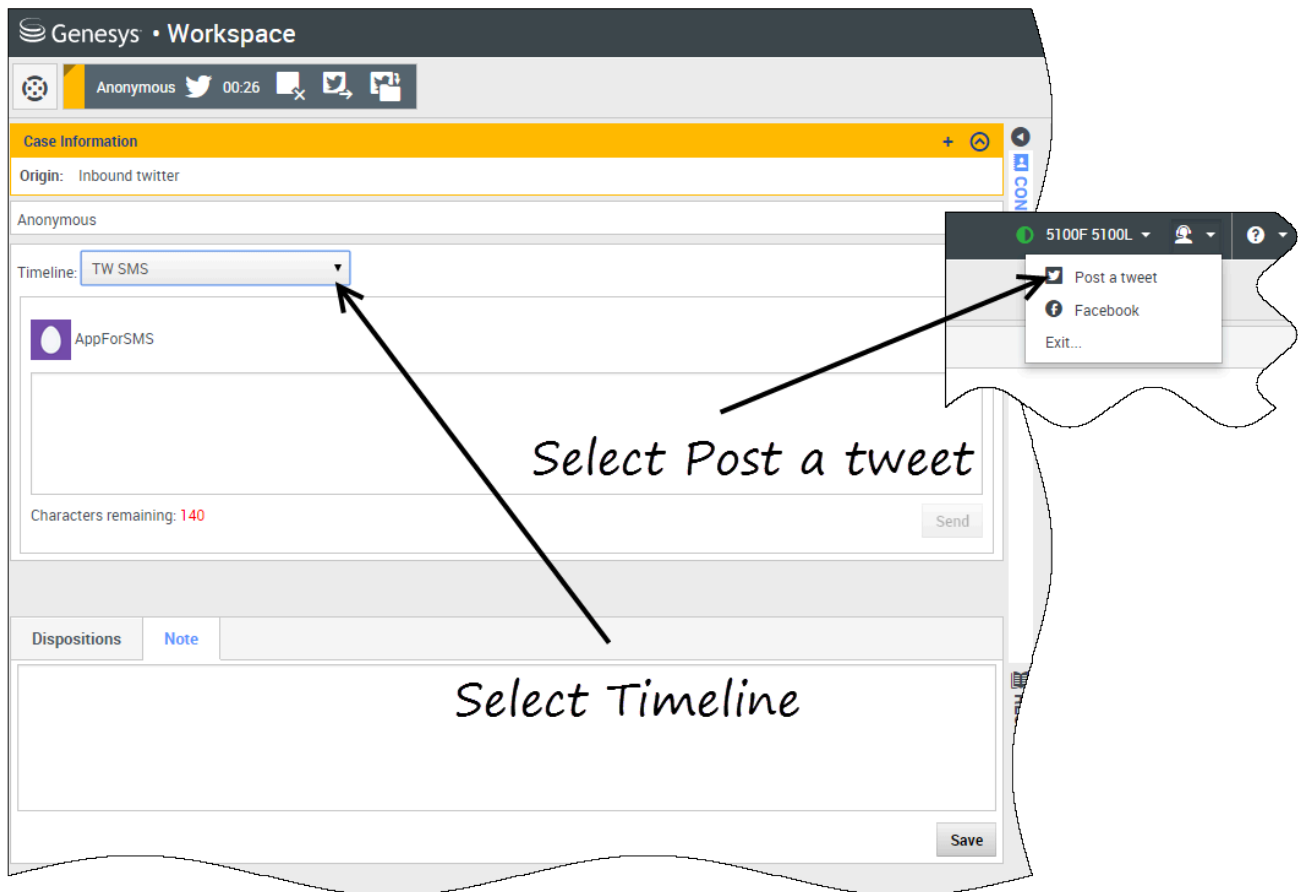 Genesys • Workspace
Anonymous 00:26
Case Information +
Origin: Inbound twitter
CON
Anonymous
5100F 5100L ?
Timeline: TW SMS
Post a tweet
Facebook
Exit...
AppForSMS
Select Post a tweet
Characters remaining: 140
Send
Dispositions Note
Select Timeline
Save